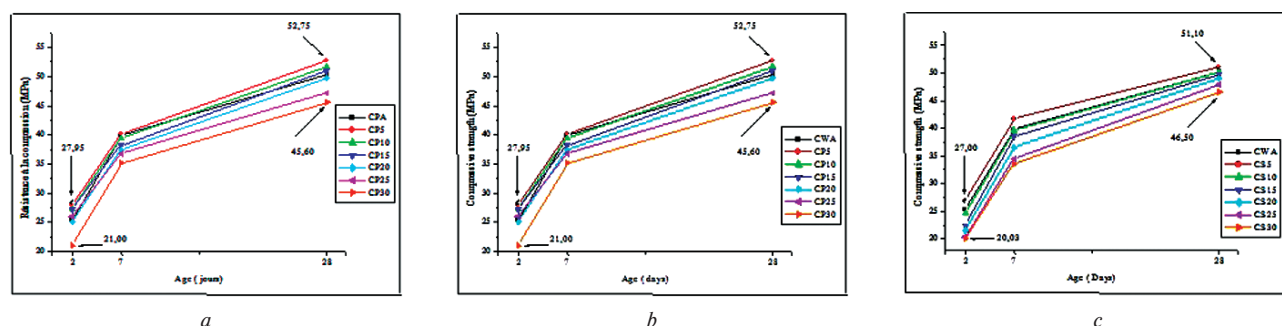 52,75
55
50
45
40
35
30
25
20
Resistance à la compression (MPa)
27,95
21,00
45,60
CPA
CP5
CP10
CP15
CP20
CP25
CP30
2
7
28
Age ( jours)
a
52,75
55
50
45
40
35
30
25
20
Compressive strength (MPa)
27,95
21,00
45,60
CWA
CP5
CP10
CP15
CP20
CP25
CP30
2
7
28
Age ( days)
b
51,10
55
50
45
40
35
30
25
20
Compressive strength (MPa)
27,00
20,03
46,50
CWA
CS5
CS10
CS15
CS20
CS25
CS30
2
7
28
Age ( Days)
c